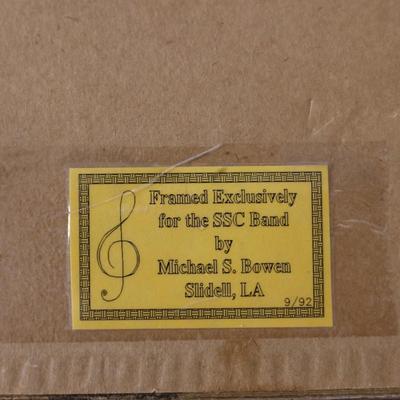 Framed Exclusively
for the SSC Band
by
Michael S. Bowen
Slidell, LA
9/92